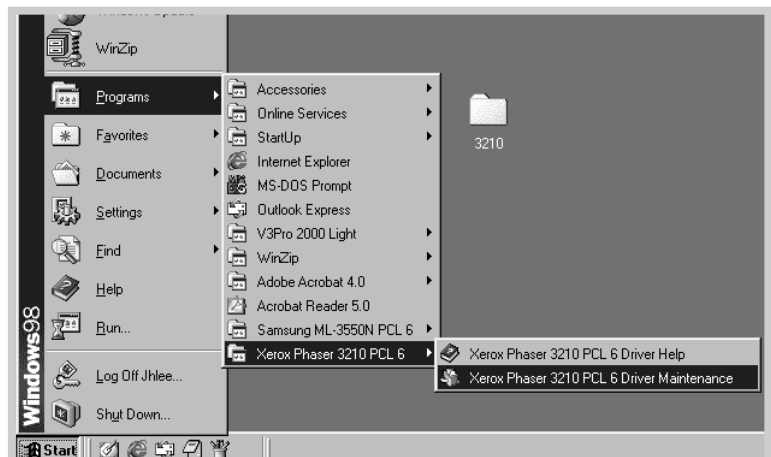 WinZip
Programs
Favorites
Documents
Settings
Find
Help
Run...
Log Off Jhlee...
Shut Down...
Windows98
Start
Accessories
Online Services
StartUp
Internet Explorer
MS-DOS Prompt
Outlook Express
V3Pro 2000 Light
WinZip
Adobe Acrobat 4.0
Acrobat Reader 5.0
Samsung ML-3550N PCL 6
Xerox Phaser 3210 PCL 6
Xerox Phaser 3210 PCL 6 Driver Help
Xerox Phaser 3210 PCL 6 Driver Maintenance
3210